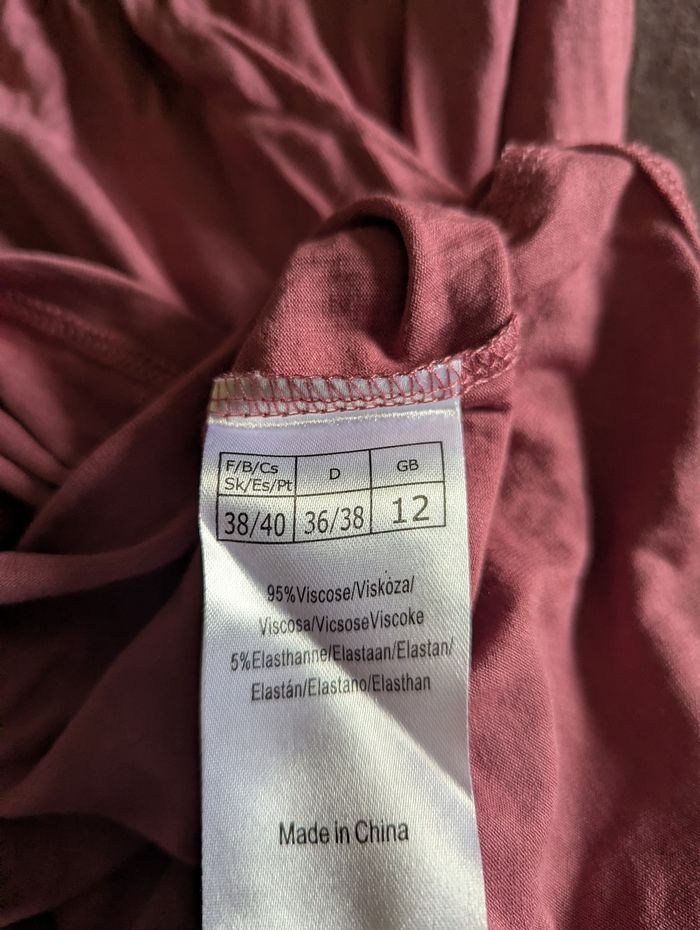 F/B/Cs D GB
Sk/Es/Pt
38/40 36/38 12
95%Viscose/Viskóza/
Viscosa/VicsoseViscoke
5%Elasthanne/Elastaan/Elastan/
Elastán/Elastano/Elasthan
Made in China